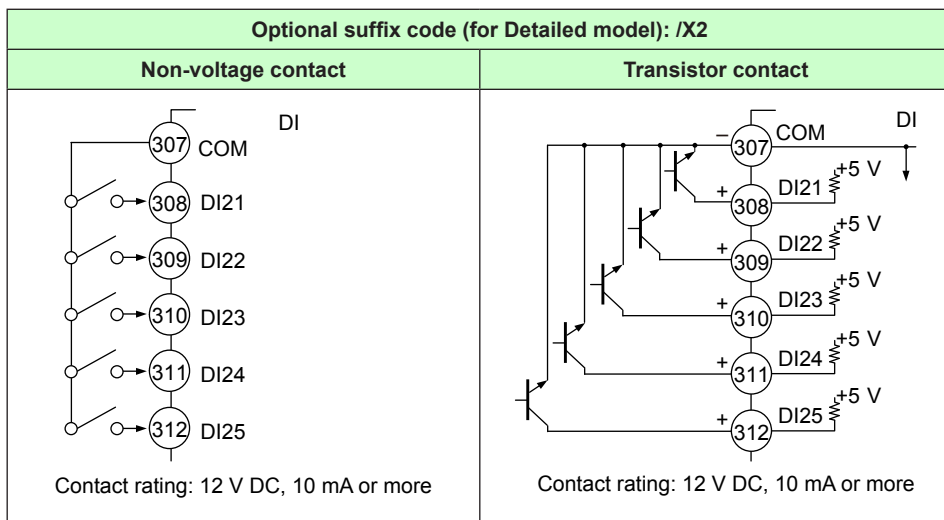 Optional suffix code (for Detailed model): /X2
Non-voltage contact
Transistor contact
DI
307
COM
308
DI21
309
DI22
310
DI23
311
DI24
312
DI25
Contact rating: 12 V DC, 10 mA or more
DI
–
307
COM
+
308
DI21
+5 V
+
309
DI22
+5 V
+
310
DI23
+5 V
+
311
DI24
+5 V
+
312
DI25
+5 V
Contact rating: 12 V DC, 10 mA or more